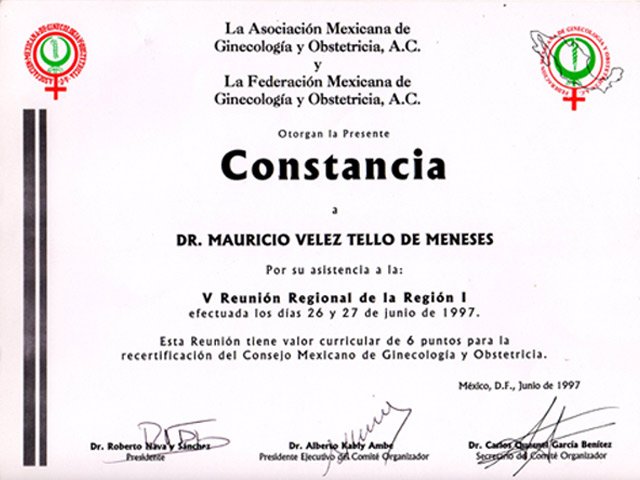 La Asociación Mexicana de
Ginecología y Obstetricia, A.C.
y
La Federación Mexicana de
Ginecología y Obstetricia, A.C.
Otorgan la Presente
Constancia
a
DR. MAURICIO VELEZ TELLO DE MENESES
Por su asistencia a la:
V Reunión Regional de la Región I
efectuada los días 26 y 27 de junio de 1997.
Esta Reunión tiene valor curricular de 6 puntos para la
recertificación del Consejo Mexicano de Ginecología y Obstetricia.
México, D.F., Junio de 1997
Dr. Roberto Nava y Sánchez
Presidente
Dr. Alberto Kably Ambe
Presidente Ejecutivo del Comité Organizador
Dr. Carlos García Benítez
Secretario del Comité Organizador